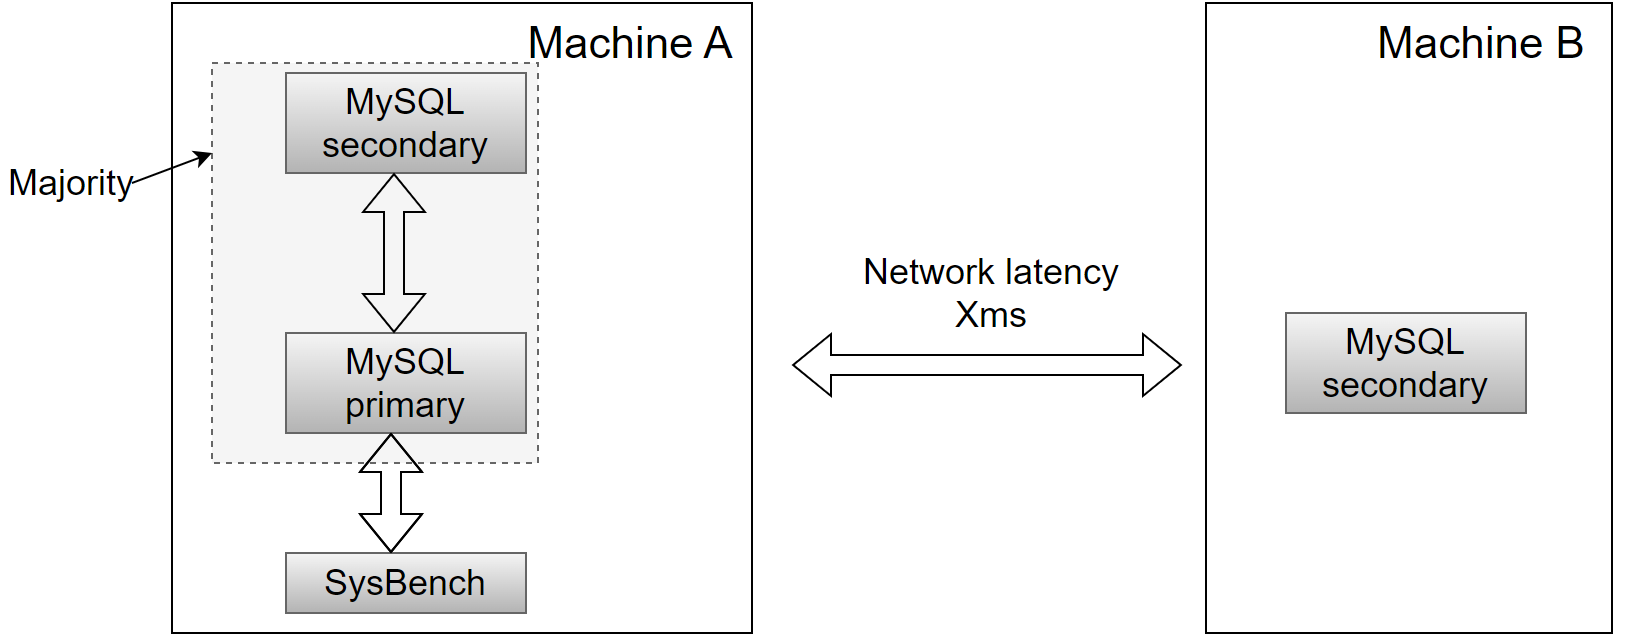 Machine A
MySQL
secondary
Majority
MySQL
primary
SysBench
Network latency
Xms
Machine B
MySQL
secondary